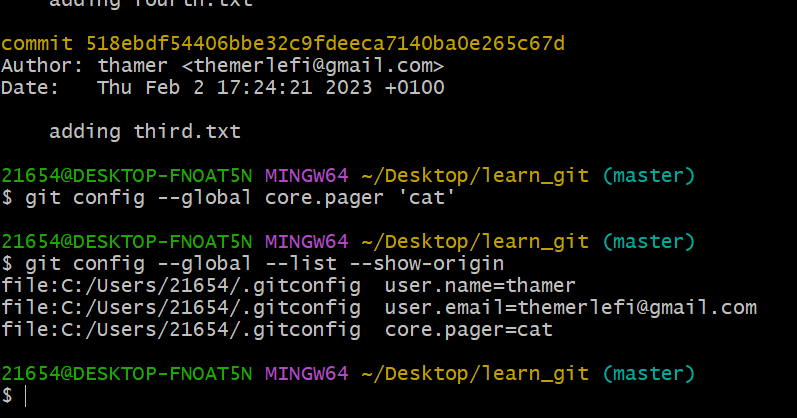 adding fourth.txt
commit 518ebdf54406bbe32c9fdeeca7140ba0e265c67d
Author: thamer <themerlefi@gmail.com>
Date:   Thu Feb 2 17:24:21 2023 +0100
    adding third.txt
21654@DESKTOP-FNOAT5N MINGW64 ~/Desktop/learn_git (master)
$ git config --global core.pager 'cat'
21654@DESKTOP-FNOAT5N MINGW64 ~/Desktop/learn_git (master)
$ git config --global --list --show-origin
file:C:/Users/21654/.gitconfig  user.name=thamer
file:C:/Users/21654/.gitconfig  user.email=themerlefi@gmail.com
file:C:/Users/21654/.gitconfig  core.pager=cat
21654@DESKTOP-FNOAT5N MINGW64 ~/Desktop/learn_git (master)
$